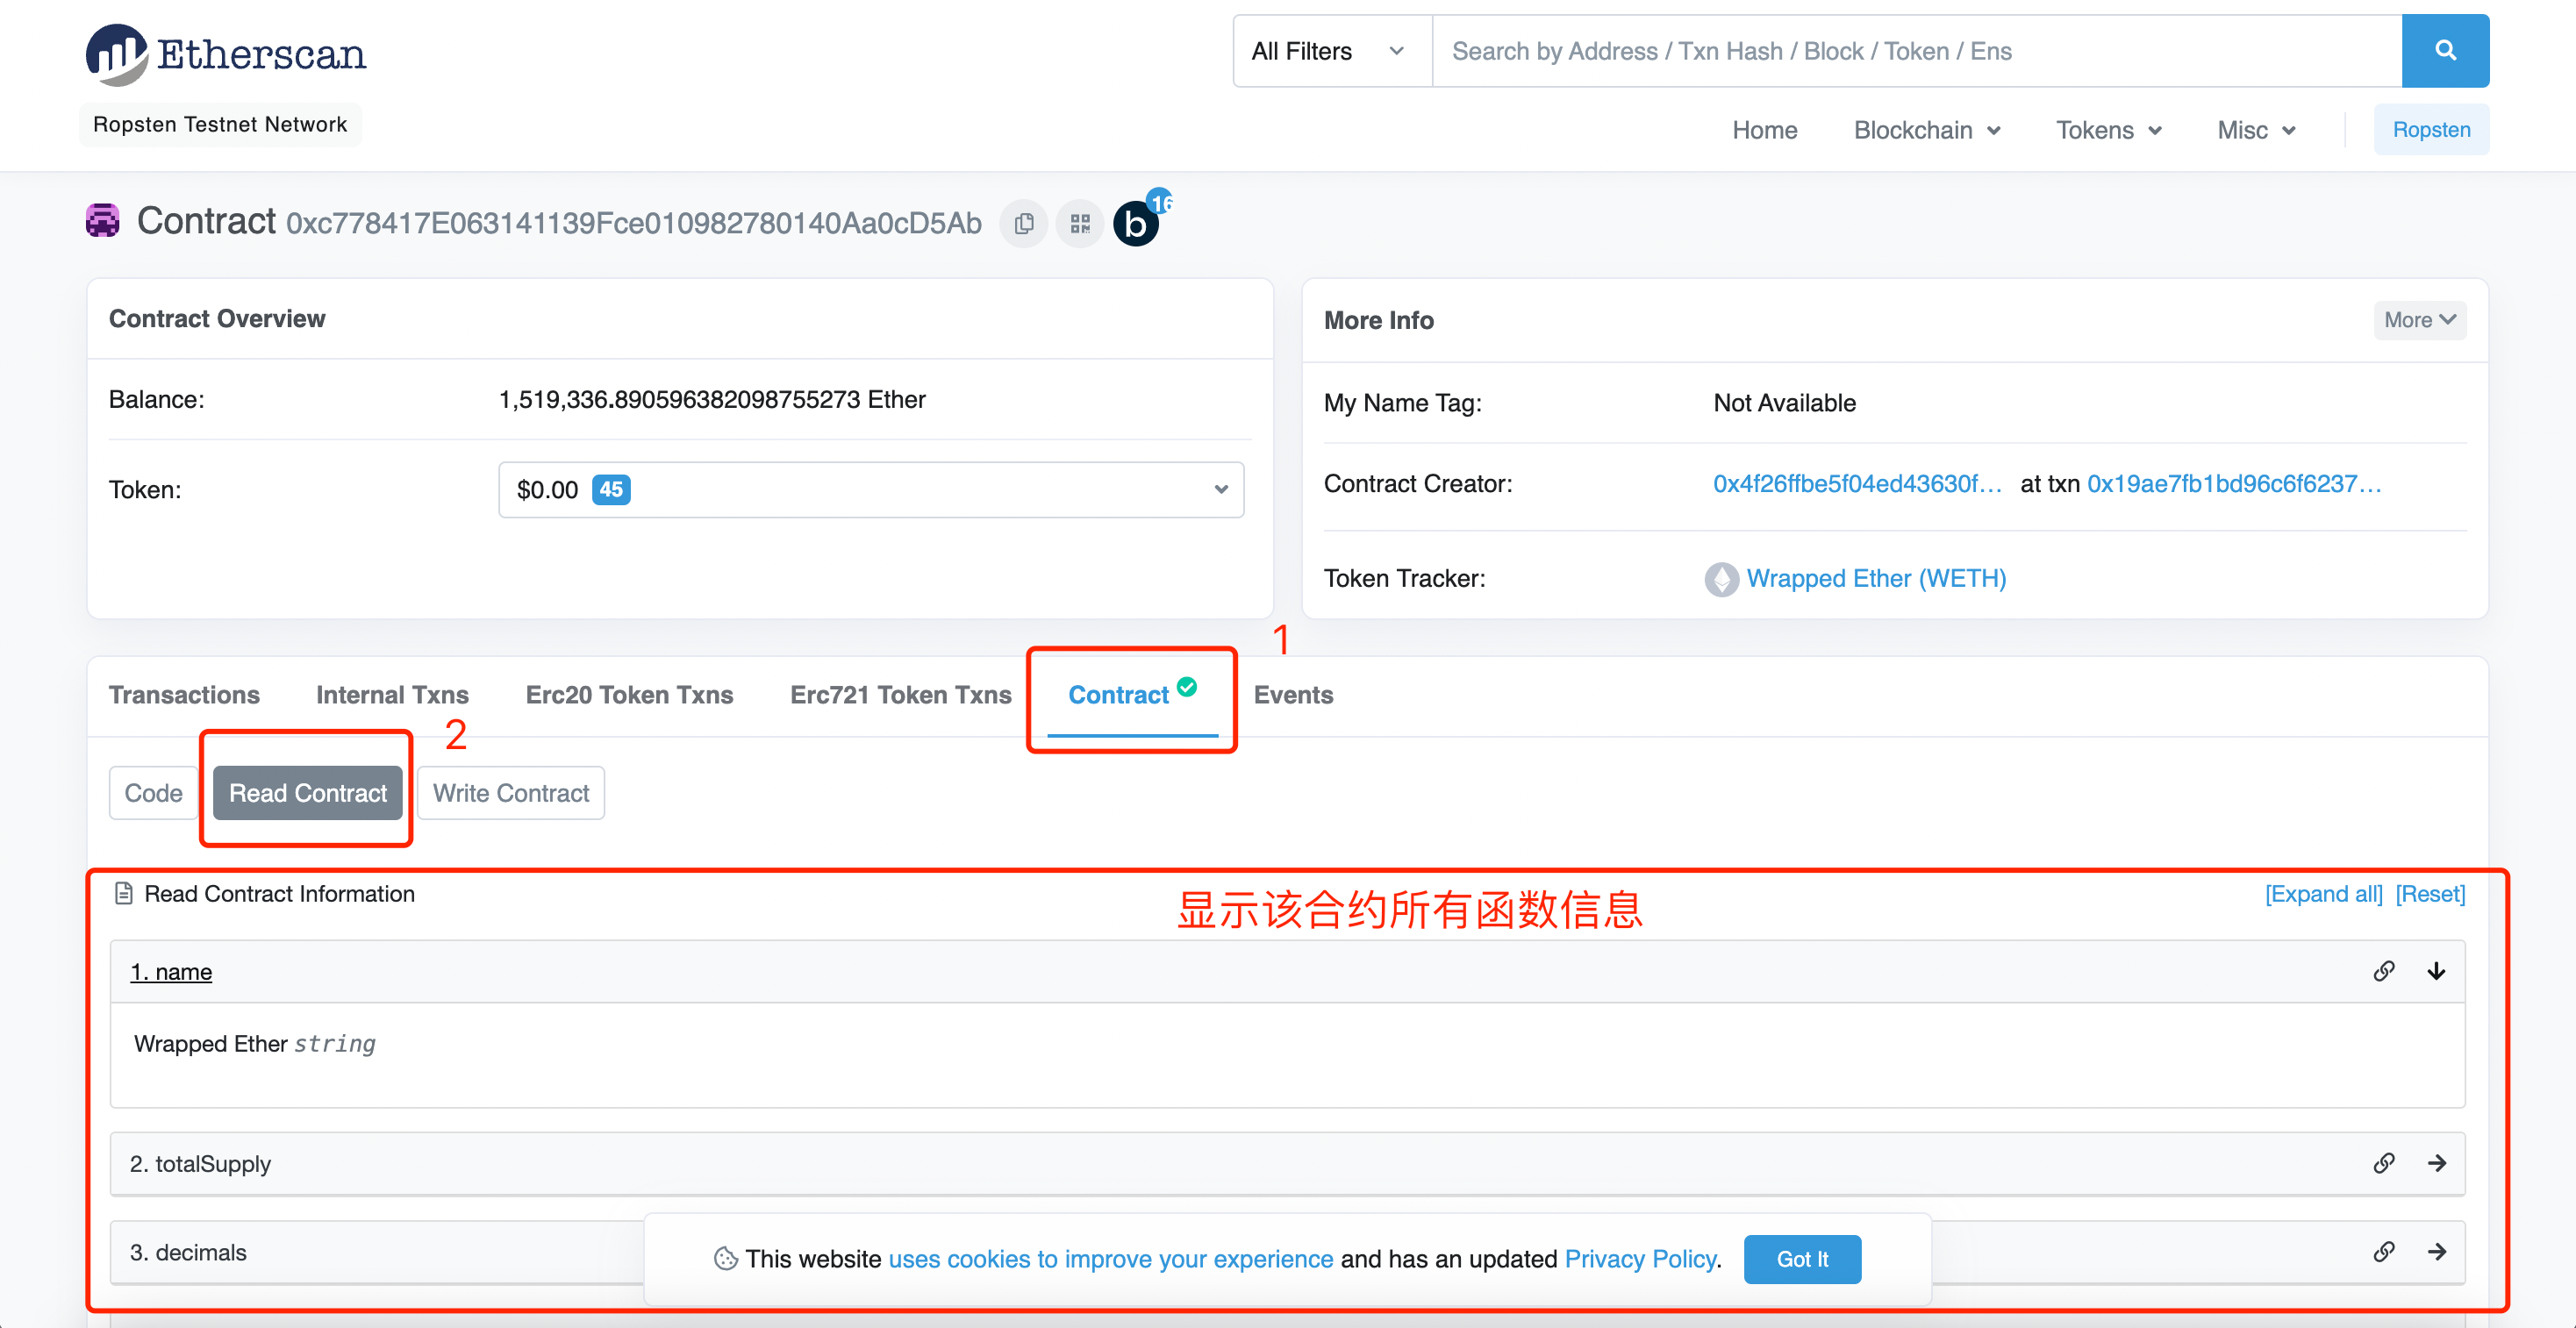 Etherscan
All Filters
Search by Address / Txn Hash / Block / Token / Ens
Ropsten Testnet Network
Home Blockchain Tokens Misc Ropsten
Contract 0xc778417E063141139Fce010982780140Aa0cD5Ab
b 16
Contract Overview
Balance: 1,519,336.890596382098755273 Ether
Token: $0.00 45
More Info More
My Name Tag: Not Available
Contract Creator: 0x4f26ffbe5f04ed43630f... at txn 0x19ae7fb1bd96c6f6237...
Token Tracker: Wrapped Ether (WETH)
1
Transactions Internal Txns Erc20 Token Txns Erc721 Token Txns Contract Events
2
Code Read Contract Write Contract
Read Contract Information
显示该合约所有函数信息
[Expand all] [Reset]
1. name
Wrapped Ether string
2. totalSupply
3. decimals
This website uses cookies to improve your experience and has an updated Privacy Policy. Got It